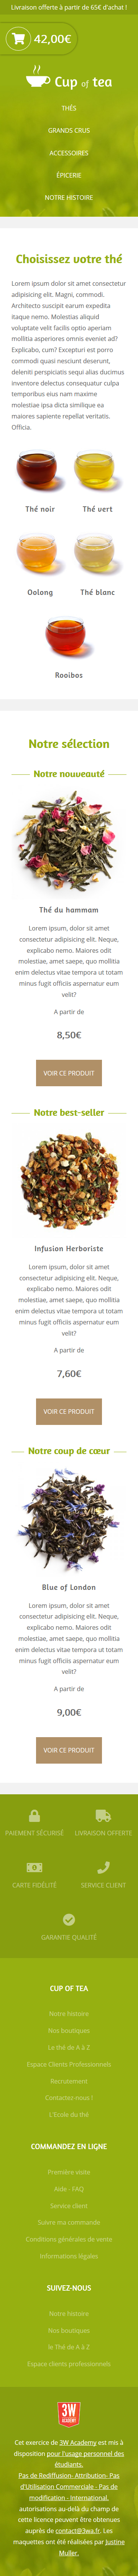 Livraison offerte à partir de 65€ d'achat !
42,00€
Cup of tea
THÉS
GRANDS CRUS
ACCESSOIRES
ÉPICERIE
NOTRE HISTOIRE
Choisissez votre thé
Lorem ipsum dolor sit amet consectetur
adipisicing elit. Magni, commodi.
Architecto suscipit earum expedita
itaque nemo. Molestias aliquid
voluptate velit facilis optio aperiam
mollitia asperiores omnis eveniet ad?
Explicabo, cum? Excepturi est porro
commodi quasi nesciunt deserunt,
deleniti perspiciatis sequi alias ducimus
inventore delectus consequatur culpa
temporibus eius nam maxime
molestiae ipsa dicta similique ea
maiores sapiente repellat veritatis.
Officia.
Thé noir
Thé vert
Oolong
Thé blanc
Rooibos
Notre sélection
Notre nouveauté
Thé du hammam
Lorem ipsum, dolor sit amet
consectetur adipisicing elit. Neque,
explicabo nemo. Maiores odit
molestiae, amet saepe, quo mollitia
enim delectus vitae tempora ut totam
minus fugit officiis aspernatur eum
velit?
A partir de
8,50€
VOIR CE PRODUIT
Notre best-seller
Infusion Herboriste
Lorem ipsum, dolor sit amet
consectetur adipisicing elit. Neque,
explicabo nemo. Maiores odit
molestiae, amet saepe, quo mollitia
enim delectus vitae tempora ut totam
minus fugit officiis aspernatur eum
velit?
A partir de
7,60€
VOIR CE PRODUIT
Notre coup de cœur
Blue of London
Lorem ipsum, dolor sit amet
consectetur adipisicing elit. Neque,
explicabo nemo. Maiores odit
molestiae, amet saepe, quo mollitia
enim delectus vitae tempora ut totam
minus fugit officiis aspernatur eum
velit?
A partir de
9,00€
VOIR CE PRODUIT
PAIEMENT SÉCURISÉ
LIVRAISON OFFERTE
CARTE FIDÉLITÉ
SERVICE CLIENT
GARANTIE QUALITÉ
CUP OF TEA
Notre histoire
Nos boutiques
Le thé de A à Z
Espace Clients Professionnels
Recrutement
Contactez-nous !
L'Ecole du thé
COMMANDEZ EN LIGNE
Première visite
Aide - FAQ
Service client
Suivre ma commande
Conditions générales de vente
Informations légales
SUIVEZ-NOUS
Notre histoire
Nos boutiques
le Thé de A à Z
Espace clients professionnels
3W
ACADEMY
Cet exercice de 3W Academy est mis à
disposition pour l'usage personnel des
étudiants.
Pas de Rediffusion- Attribution- Pas
d'Utilisation Commerciale - Pas de
modification - International.
autorisations au-delà du champ de
cette licence peuvent être obtenues
auprès de contact@3wa.fr. Les
maquettes ont été réalisées par Justine
Muller.